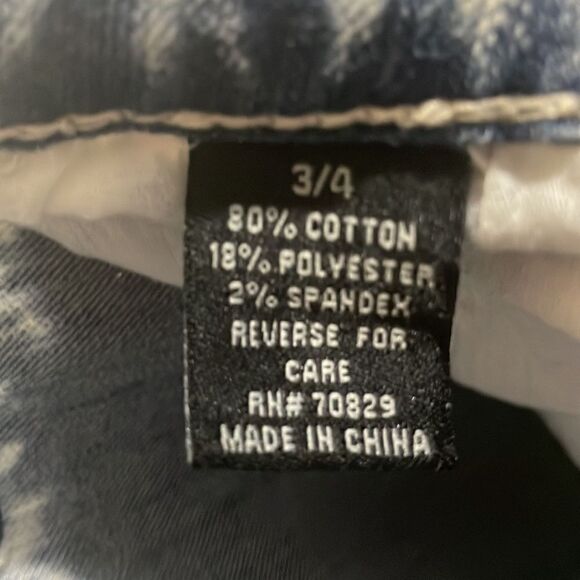 3/4
80% COTTON
18% POLYESTER
2% SPANDEX
REVERSE FOR
CARE
RN# 70829
MADE IN CHINA